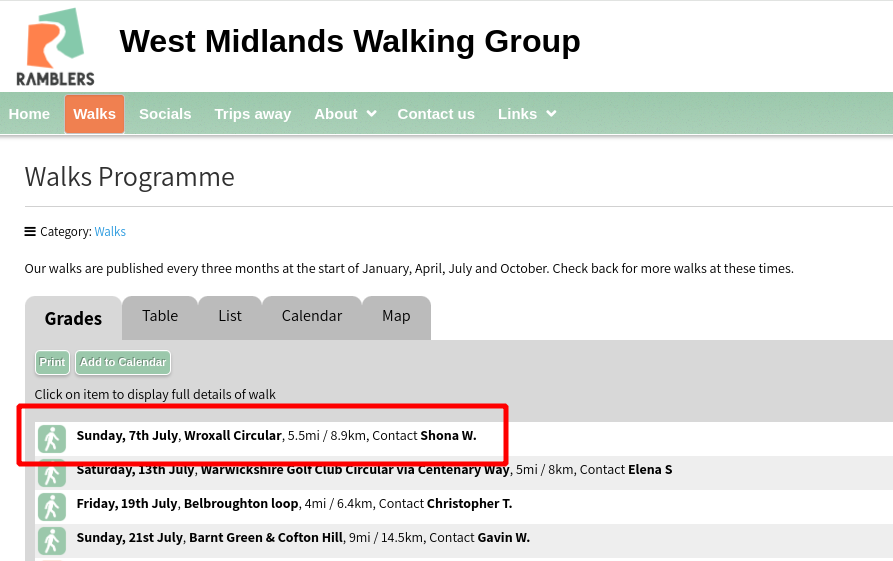 RAMBLERS
West Midlands Walking Group
Home Walks Socials Trips away About Contact us Links
Walks Programme
Category: Walks
Our walks are published every three months at the start of January, April, July and October. Check back for more walks at these times.
Grades Table List Calendar Map
Print Add to Calendar
Click on item to display full details of walk
Sunday, 7th July, Wroxall Circular, 5.5mi / 8.9km, Contact Shona W.
Saturday, 13th July, Warwickshire Golf Club Circular via Centenary Way, 5mi / 8km, Contact Elena S
Friday, 19th July, Belbroughton loop, 4mi / 6.4km, Contact Christopher T.
Sunday, 21st July, Barnt Green & Cofton Hill, 9mi / 14.5km, Contact Gavin W.